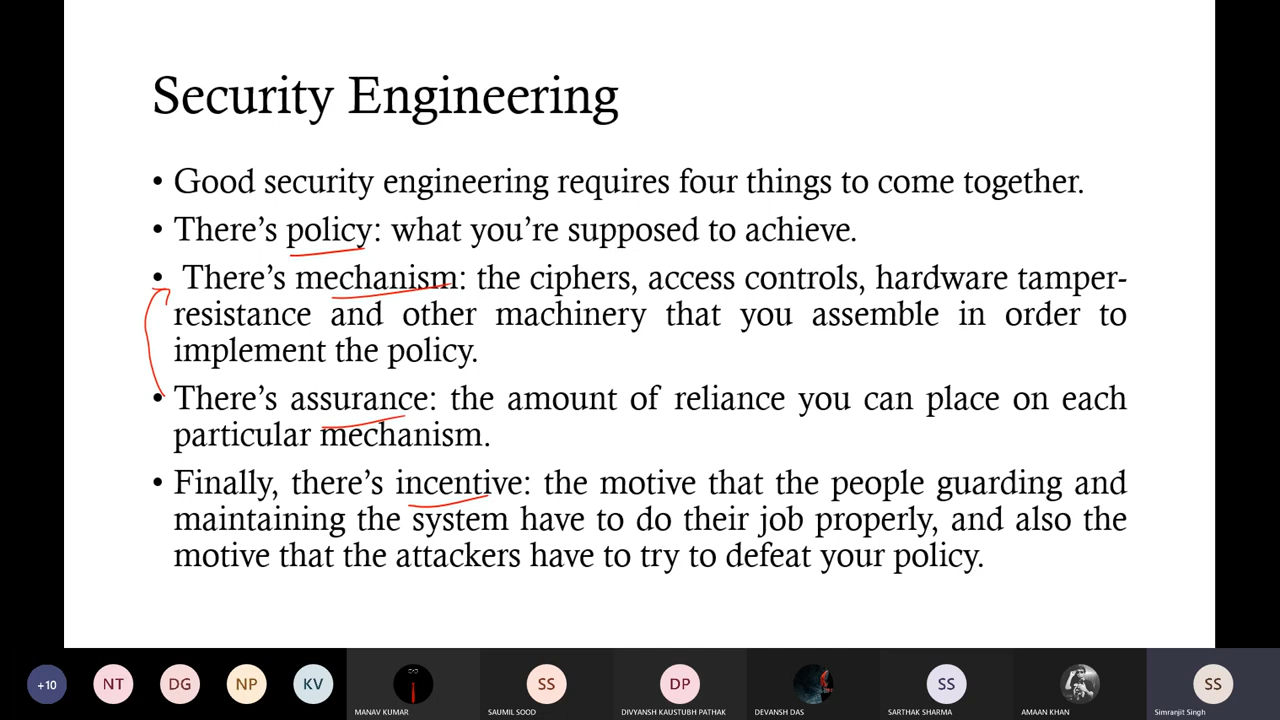 Security Engineering
• Good security engineering requires four things to come together.
• There’s policy: what you’re supposed to achieve.
• There’s mechanism: the ciphers, access controls, hardware tamper-
resistance and other machinery that you assemble in order to
implement the policy.
• There’s assurance: the amount of reliance you can place on each
particular mechanism.
• Finally, there’s incentive: the motive that the people guarding and
maintaining the system have to do their job properly, and also the
motive that the attackers have to try to defeat your policy.
+10 NT DG NP KV SS DP SS SS
MANAV KUMAR SAUMIL SOOD DIVYANSH KAUSTUBH PATHAK DEVANSH DAS SARTHAK SHARMA AMAAN KHAN Simranjit Singh